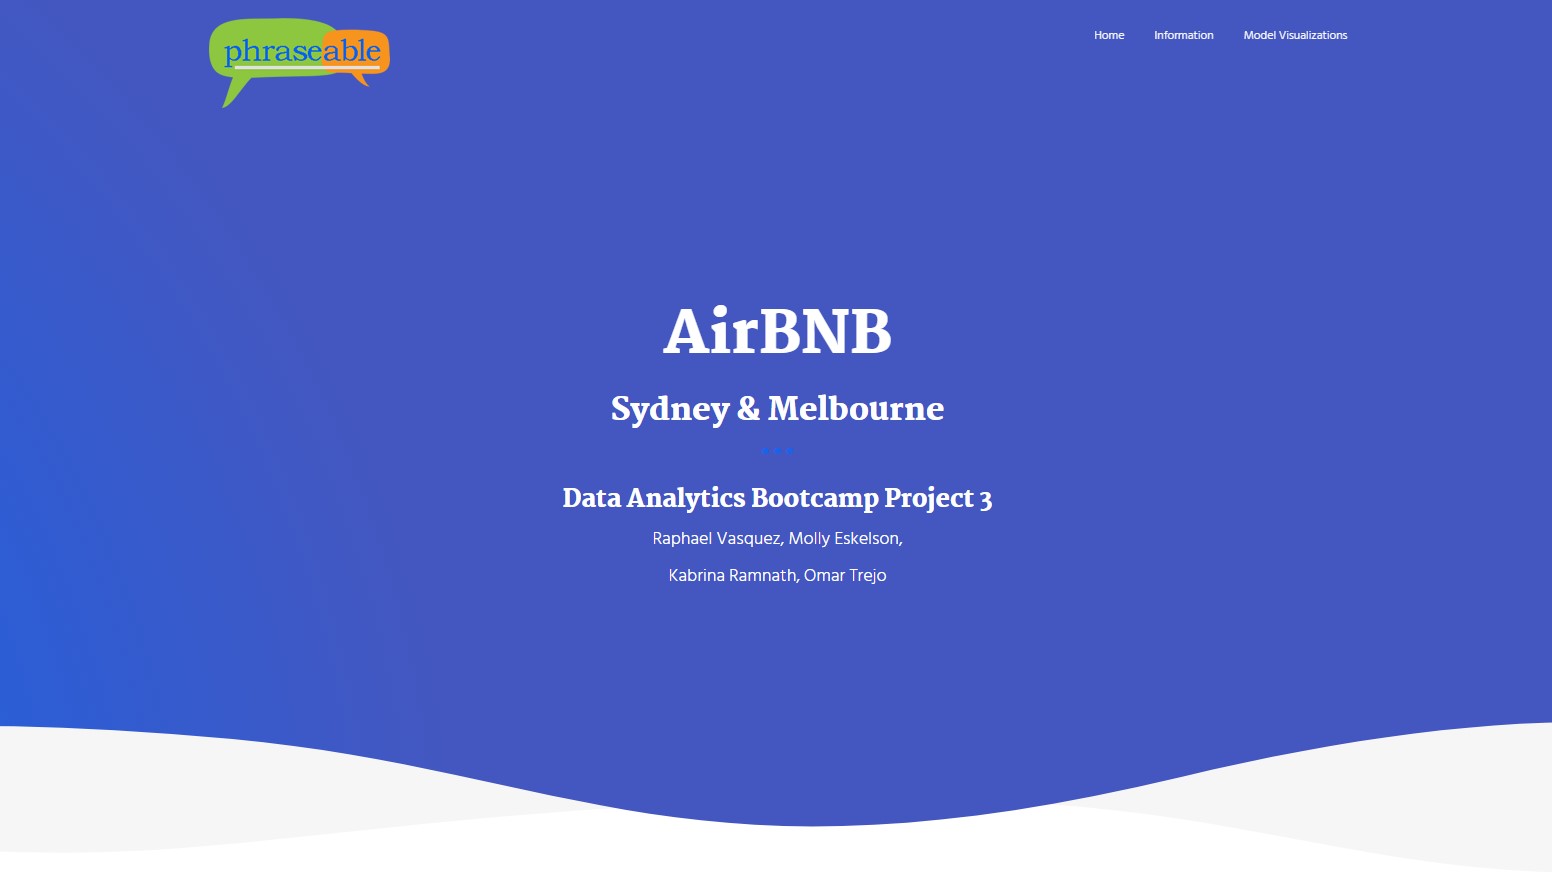 phraseable
Home Information Model Visualizations
AirBNB
Sydney & Melbourne
Data Analytics Bootcamp Project 3
Raphael Vasquez, Molly Eskelson,
Kabrina Ramnath, Omar Trejo